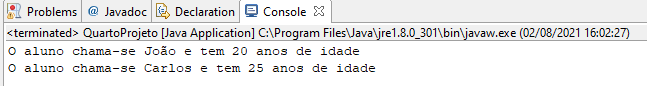 Problems @ Javadoc Declaration Console
<terminated> QuartoProjeto [Java Application] C:\Program Files\Java\jre1.8.0_301\bin\javaw.exe (02/08/2021 16:02:27)
O aluno chama-se João e tem 20 anos de idade
O aluno chama-se Carlos e tem 25 anos de idade